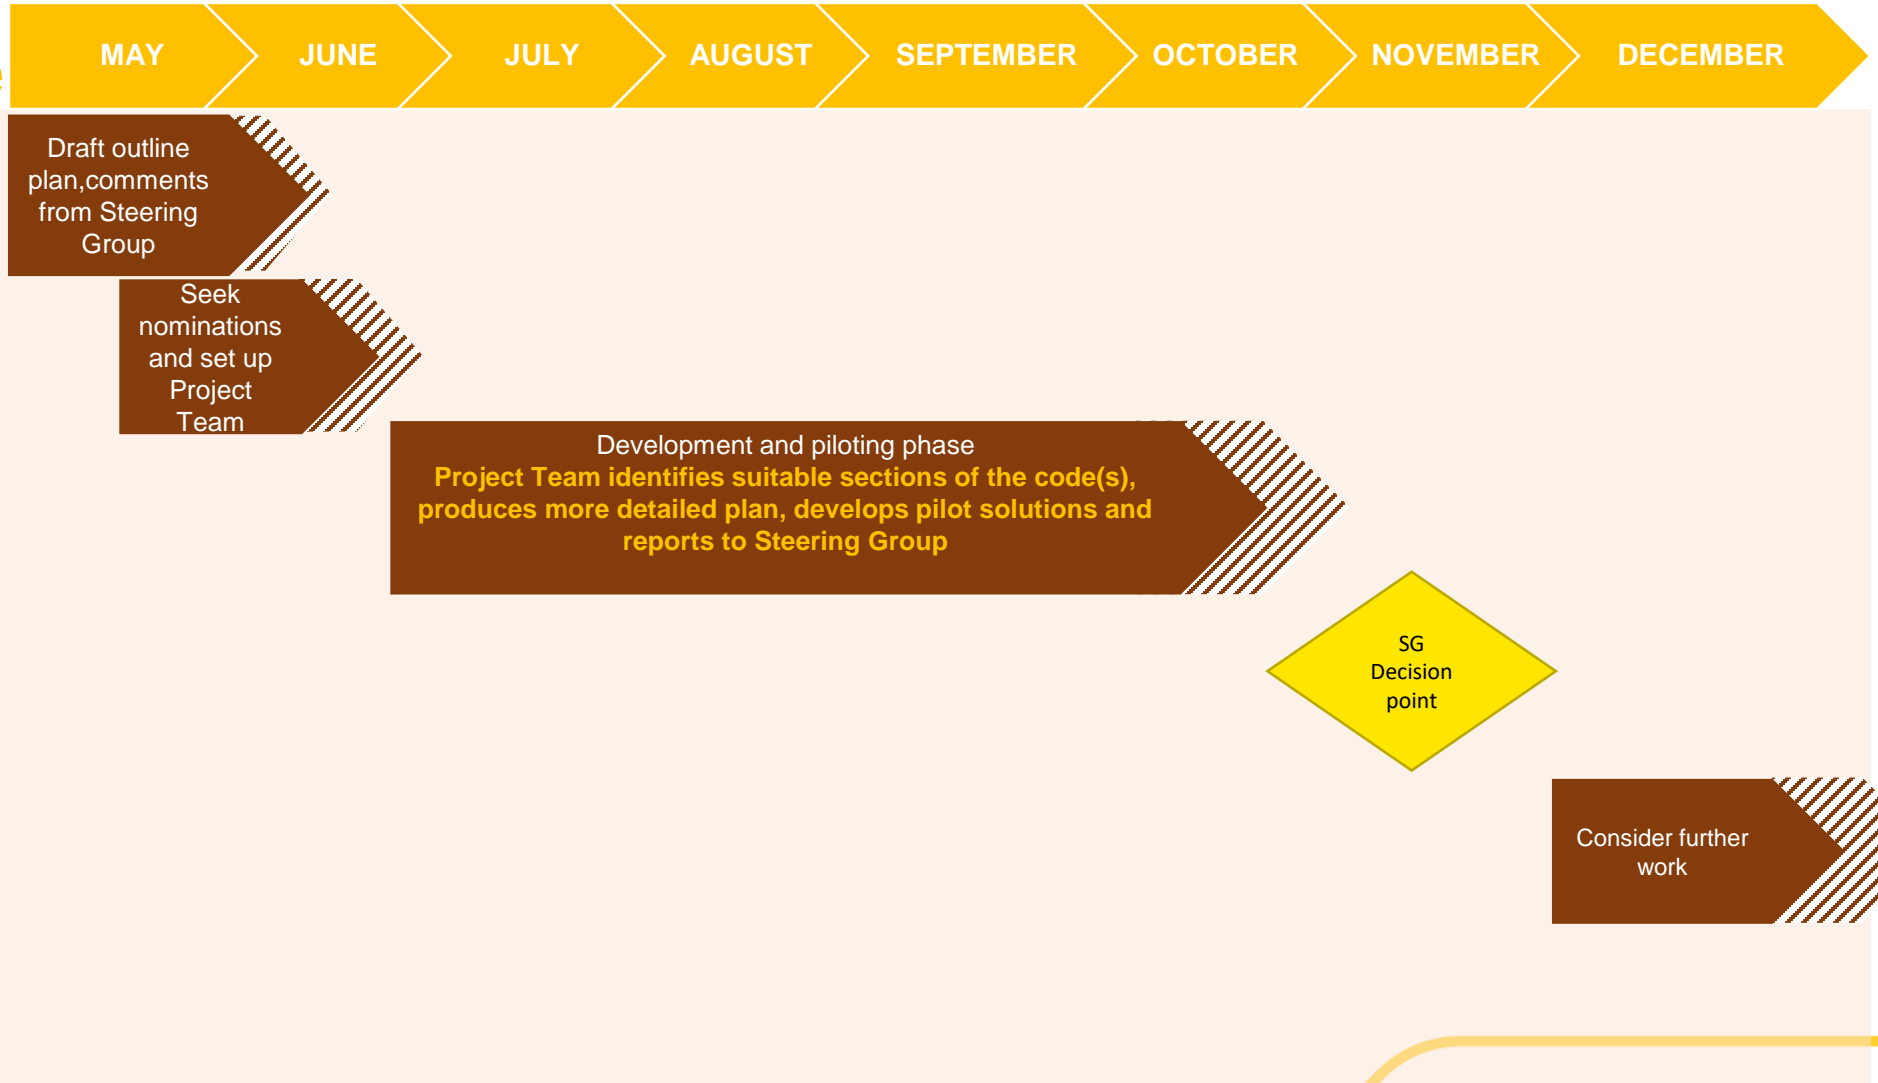 MAY JUNE JULY AUGUST SEPTEMBER OCTOBER NOVEMBER DECEMBER
Draft outline
plan,comments
from Steering
Group
Seek
nominations
and set up
Project
Team
Development and piloting phase
Project Team identifies suitable sections of the code(s),
produces more detailed plan, develops pilot solutions and
reports to Steering Group
SG
Decision
point
Consider further
work